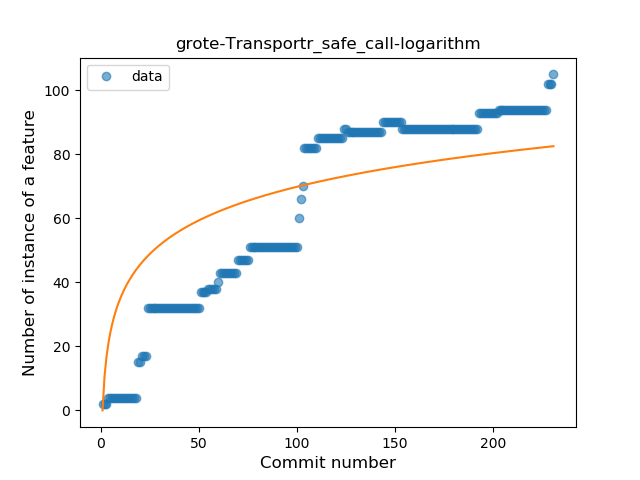 grote-Transportr_safe_call-logarithm
data
Number of instance of a feature
100
80
60
40
20
0
0 50 100 150 200
Commit number